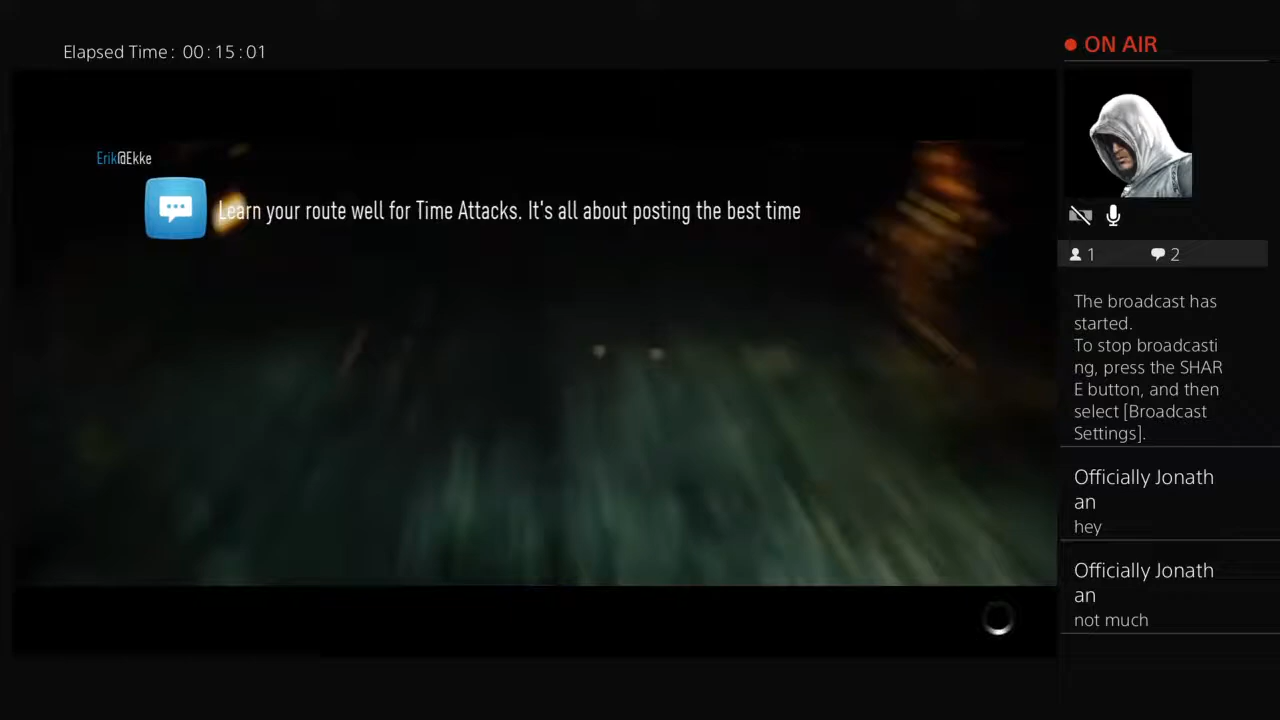 Elapsed Time: 00:15:01
ON AIR
Erik@Ekke
Learn your route well for Time Attacks. It's all about posting the best time
1
2
The broadcast has
started.
To stop broadcasti
ng, press the SHAR
E button, and then
select [Broadcast
Settings].
Officially Jonath
an
hey
Officially Jonath
an
not much